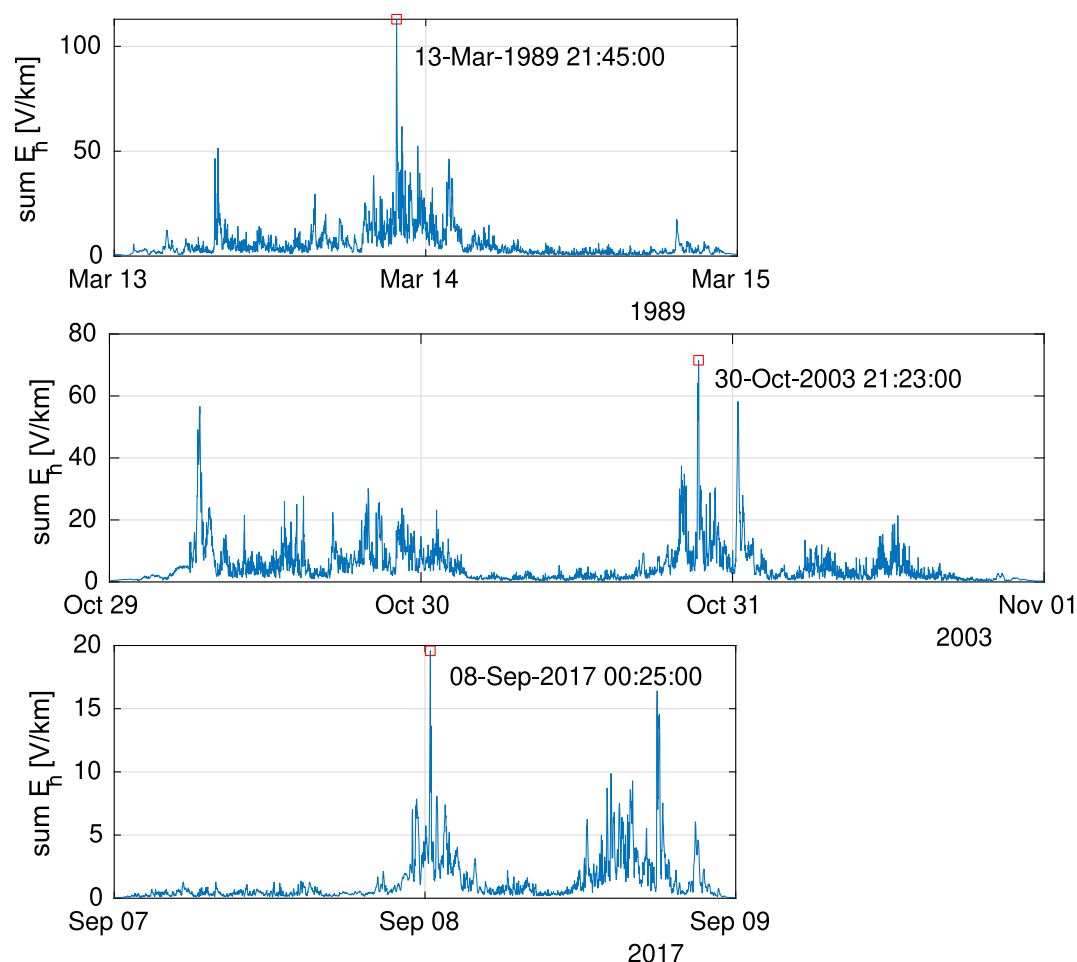 100
13-Mar-1989 21:45:00
50
sum E_h [V/km]
0
Mar 13 Mar 14 Mar 15
1989
80
30-Oct-2003 21:23:00
60
40
sum E_h [V/km]
20
0
Oct 29 Oct 30 Oct 31 Nov 01
2003
20
08-Sep-2017 00:25:00
15
10
sum E_h [V/km]
5
0
Sep 07 Sep 08 Sep 09
2017